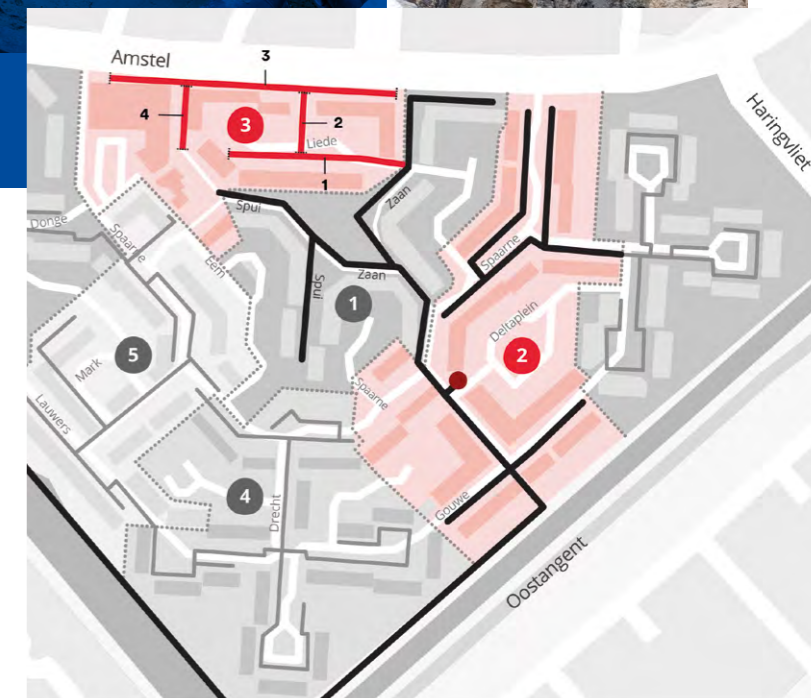 Amstel
3
4
3
2
Liede
1
Haringvliet
Zaan
Spui
Donge
Spaarne
Eem
Spaarne
Zaan
Spui
1
Deltaplein
2
5
Mark
Spaarne
Lauwers
4
Drecht
Gouwe
Oostangent